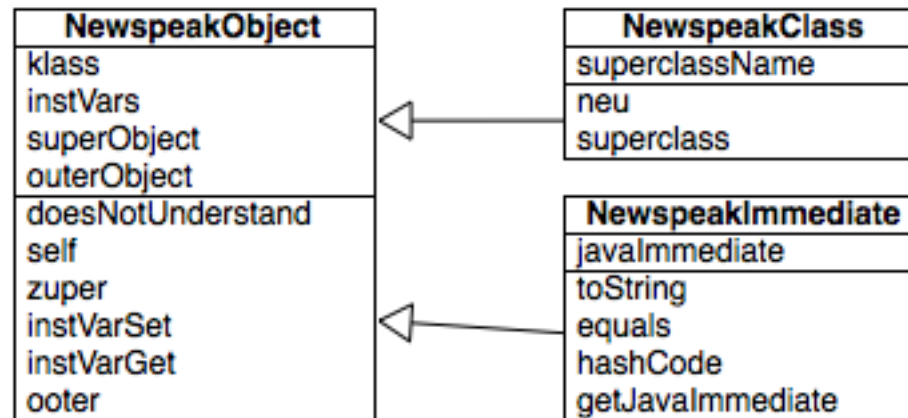 NewspeakObject
klass
instVars
superObject
outerObject
doesNotUnderstand
self
zuper
instVarSet
instVarGet
ooter
NewspeakClass
superclassName
neu
superclass
NewspeakImmediate
javaImmediate
toString
equals
hashCode
getJavaImmediate